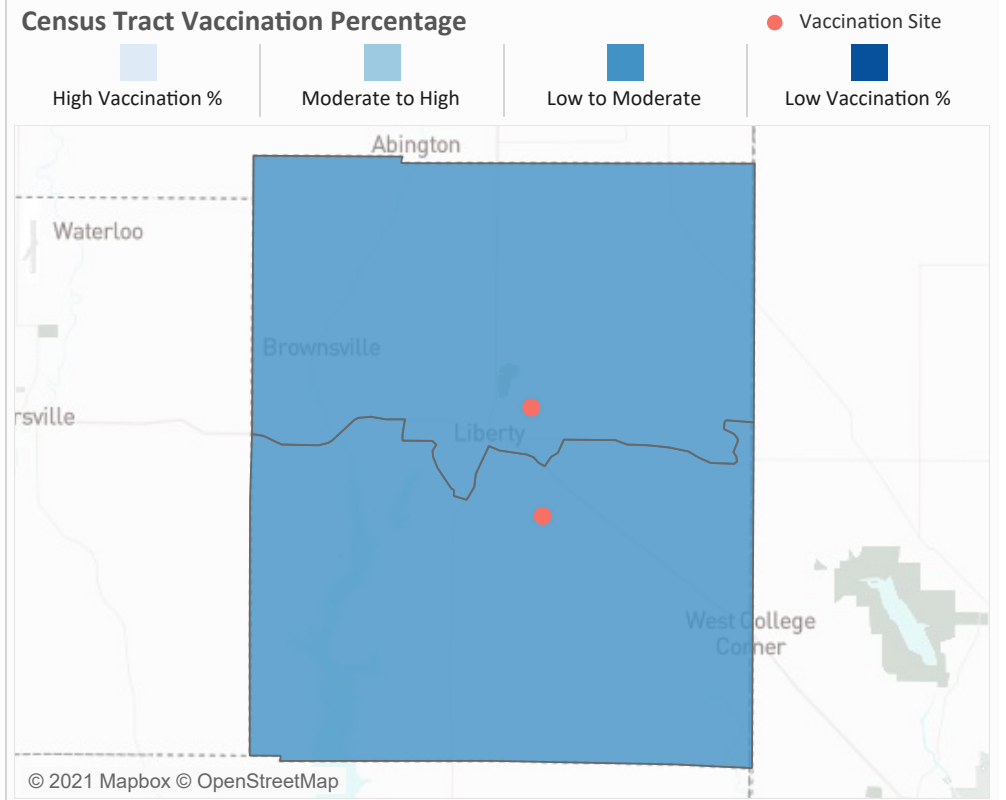 Census Tract Vaccination Percentage
Vaccination Site
High Vaccination %
Moderate to High
Low to Moderate
Low Vaccination %
Abington
Waterloo
Brownsville
rsville
Liberty
West College
Corner
© 2021 Mapbox © OpenStreetMap